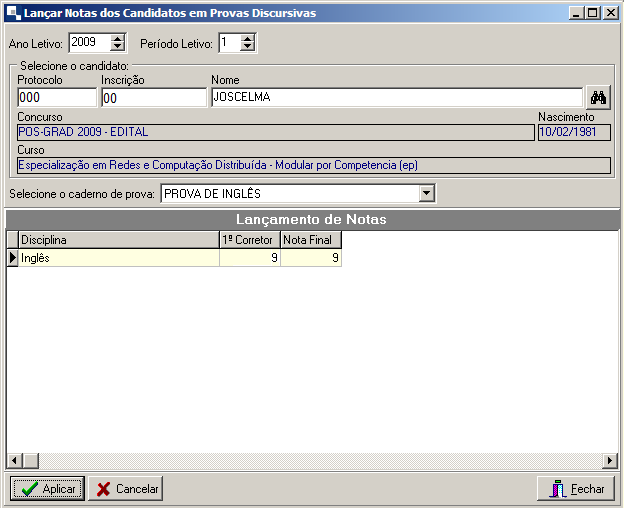 Lançar Notas dos Candidatos em Provas Discursivas
Ano Letivo: 2009 Período Letivo: 1
Selecione o candidato:
Protocolo Inscrição Nome
000 00 JOSCELMA
Concurso Nascimento
POS-GRAD 2009 - EDITAL 10/02/1981
Curso
Especialização em Redes e Computação Distribuída - Modular por Competencia (ep)
Selecione o caderno de prova: PROVA DE INGLÊS
Lançamento de Notas
Disciplina 1º Corretor Nota Final
Inglês 9 9
Aplicar Cancelar Fechar